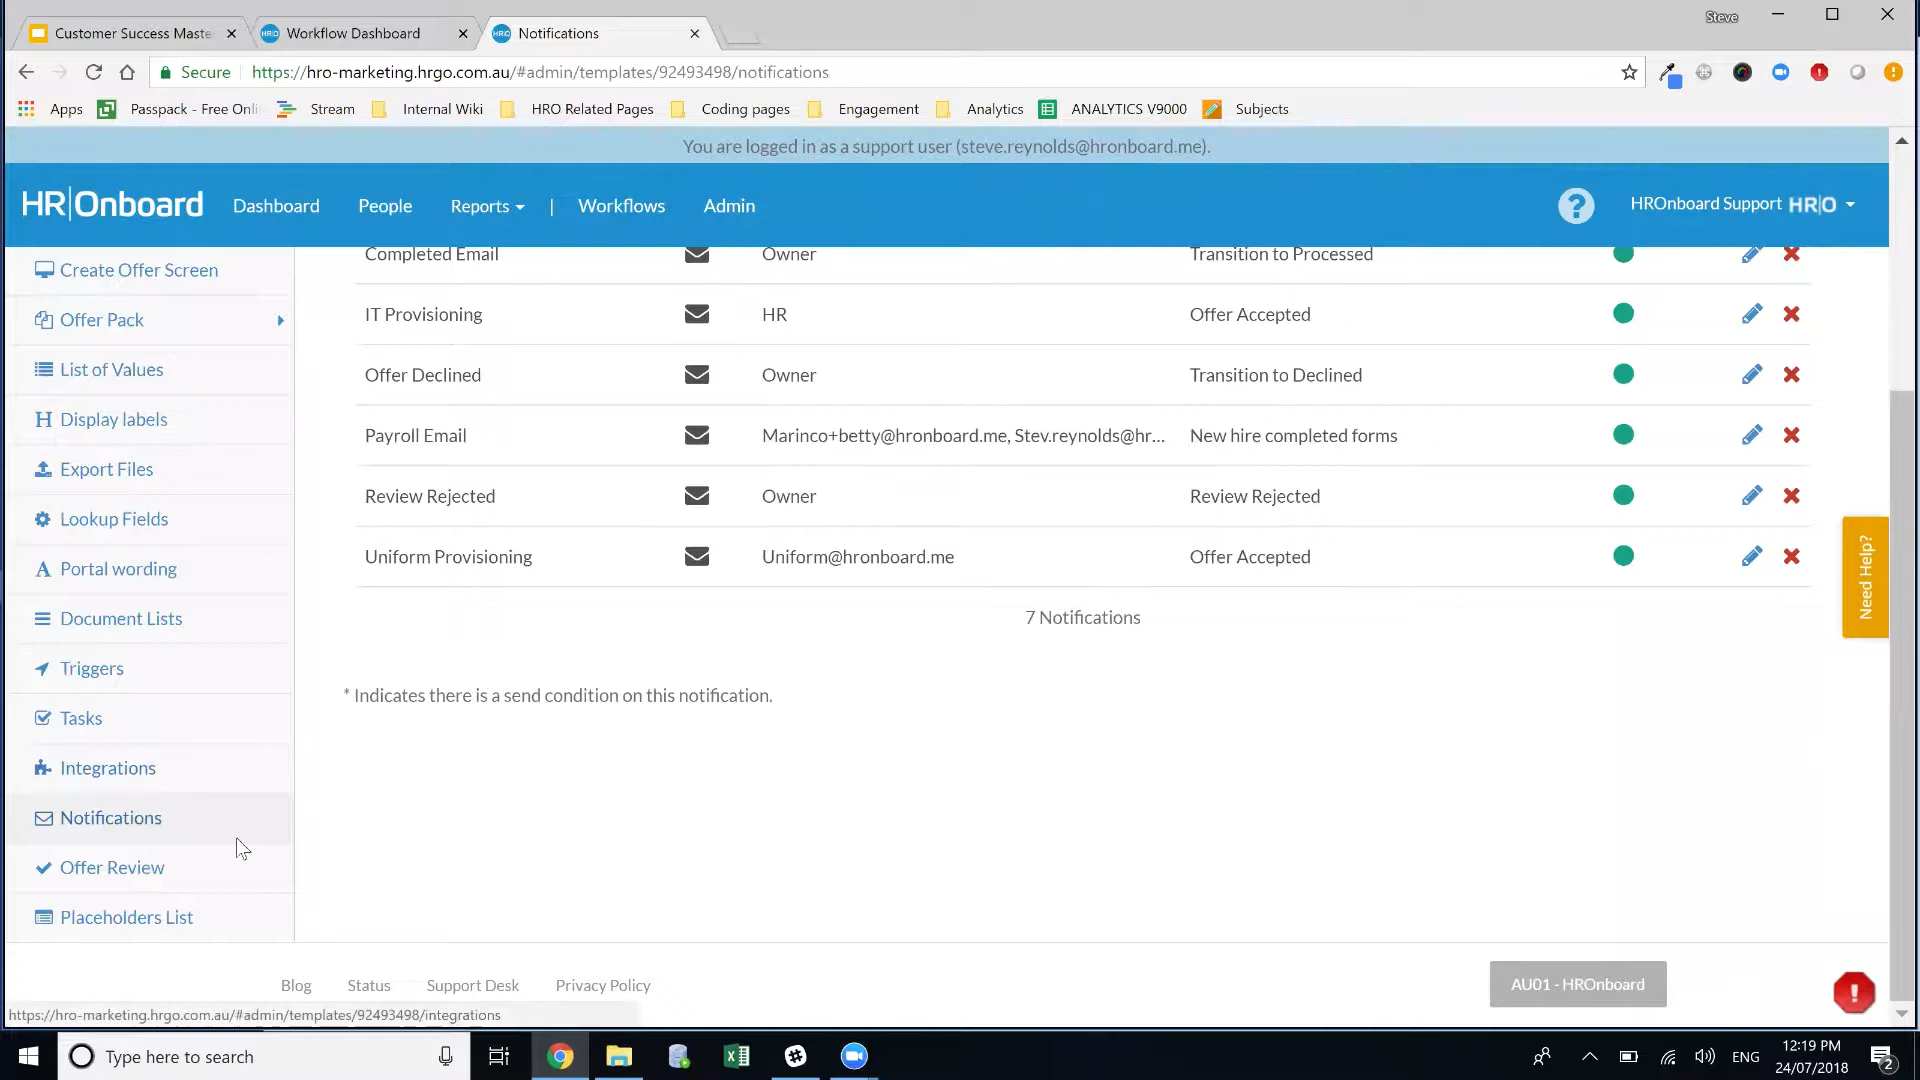 Customer Success Maste
Workflow Dashboard
Notifications
Steve
Secure
https://hro-marketing.hrgo.com.au/#admin/templates/92493498/notifications
Apps
Passpack - Free Onli
Stream
Internal Wiki
HRO Related Pages
Coding pages
Engagement
Analytics
ANALYTICS V9000
Subjects
You are logged in as a support user (steve.reynolds@hronboard.me).
HR|Onboard
Dashboard
People
Reports
|
Workflows
Admin
?
HROnboard Support HR|O
Create Offer Screen
Offer Pack
List of Values
Display labels
Export Files
Lookup Fields
Portal wording
Document Lists
Triggers
Tasks
Integrations
Notifications
Offer Review
Placeholders List
Completed Email Owner Transition to Processed
IT Provisioning HR Offer Accepted
Offer Declined Owner Transition to Declined
Payroll Email Marinco+betty@hronboard.me, Stev.reynolds@hr... New hire completed forms
Review Rejected Owner Review Rejected
Uniform Provisioning Uniform@hronboard.me Offer Accepted
7 Notifications
* Indicates there is a send condition on this notification.
Need Help?
Blog
Status
Support Desk
Privacy Policy
AU01 - HROnboard
https://hro-marketing.hrgo.com.au/#admin/templates/92493498/integrations
Type here to search
ENG
12:19 PM
24/07/2018
2